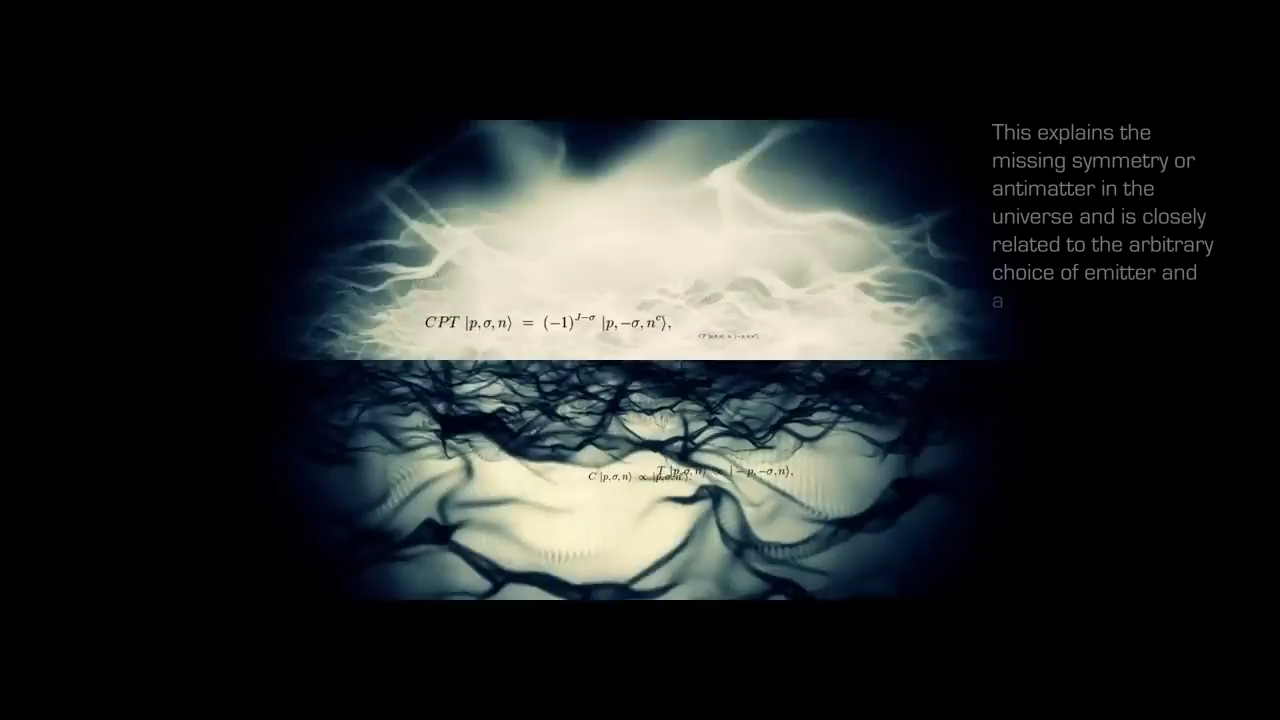 This explains the
missing symmetry or
antimatter in the
universe and is closely
related to the arbitrary
choice of emitter and
a
CPT |p, σ, n⟩ = (−1)^{J−σ} |p, −σ, n^c⟩,
C |p, σ, n⟩ ∝
T |p, σ, n⟩ ∝ |− p, −σ, n⟩,